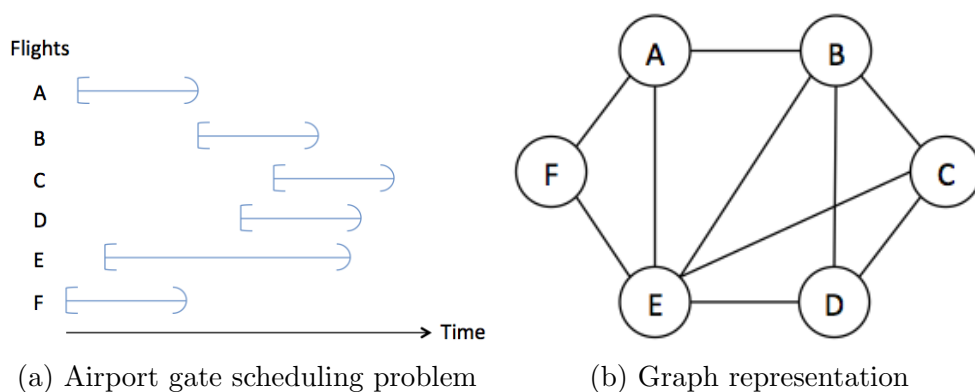 Flights
A
B
C
D
E
F
Time
(a) Airport gate scheduling problem
A
B
F
C
E
D
(b) Graph representation